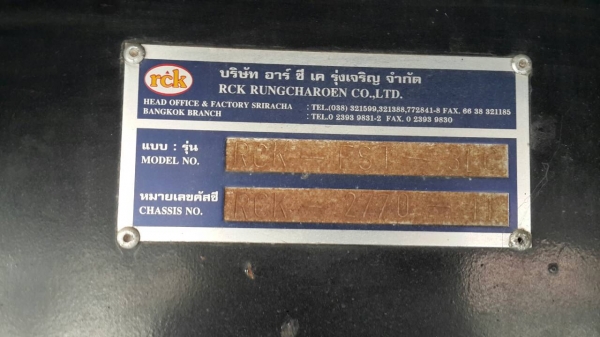 rck
บริษัท อาร์ ซี เค รุ่งเจริญ จำกัด
RCK RUNGCHAROEN CO.,LTD.
HEAD OFFICE & FACTORY SRIRACHA : TEL.(038) 321599,321388,772841-8 FAX. 66 38 321185
BANGKOK BRANCH : TEL.0 2393 9831-2 FAX. 0 2393 9830
แบบ : รุ่น
MODEL NO. RCK
หมายเลขคัสซี
CHASSIS NO. RCK - 2770 -